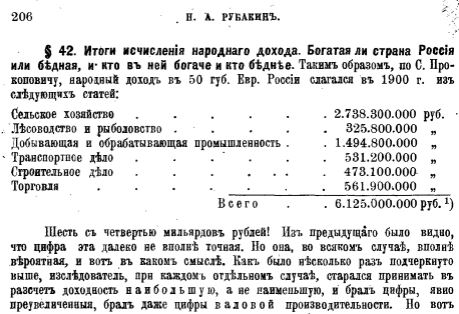 206 Н. А. РУБАКИНЪ.
§ 42. Итоги исчисленія народнаго дохода. Богатая ли страна Россія
или бѣдная, и кто въ ней богаче и кто бѣднѣе. Такимъ образомъ, по С. Про-
коповичу, народный доходъ въ 50 губ. Евр. Россіи слагался въ 1900 г. изъ
слѣдующихъ статей:
Сельское хозяйство . . . . . 2.738.300.000 руб.
Лѣсоводство и рыболовство . . . . . 325.800.000 „
Добывающая и обрабатывающая промышленность . 1.494.800.000 „
Транспортное дѣло . . . . . 531.200.000 „
Строительное дѣло . . . . . 473.100.000 „
Торговля . . . . . 561.900.000 „
Всего . 6.125.000.000 руб. ¹)
Шесть съ четвертью мильярдовъ рублей! Изъ предыдущаго было видно,
что цифра эта далеко не вполнѣ точная. Но она, во всякомъ случаѣ, вполнѣ
вѣроятная, и вотъ въ какомъ смыслѣ. Какъ было нѣсколько разъ подчеркнуто
выше, изслѣдователь, при каждомъ отдѣльномъ случаѣ, старался принимать въ
разсчетъ доходность наибольшую, а не наименьшую, и бралъ цифры, явно
преувеличенныя, бралъ даже цифры валовой производительности. Но вотъ